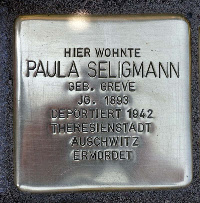 HIER WOHNTE
PAULA SELIGMANN
GEB. GREVE
JG. 1893
DEPORTIERT 1942
THERESIENSTADT
AUSCHWITZ
ERMORDET